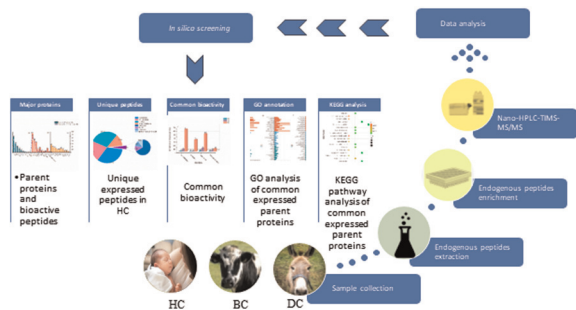 In silico screening
Data analysis
Major proteins
Unique peptides
Common Bioactivity
GO annotation
KEGG analysis
Nano-HPLC-TIMS-
MS/MS
•Parent
proteins
and
bioactive
peptides
Unique
expressed
peptides in
HC
Common
bioactivity
GO analysis
of common
expressed
parent
proteins
KEGG
pathway
analysis of
common
expressed
parent
proteins
Endogenous peptides
enrichment
Endogenous peptides
extraction
Sample collection
HC
BC
DC